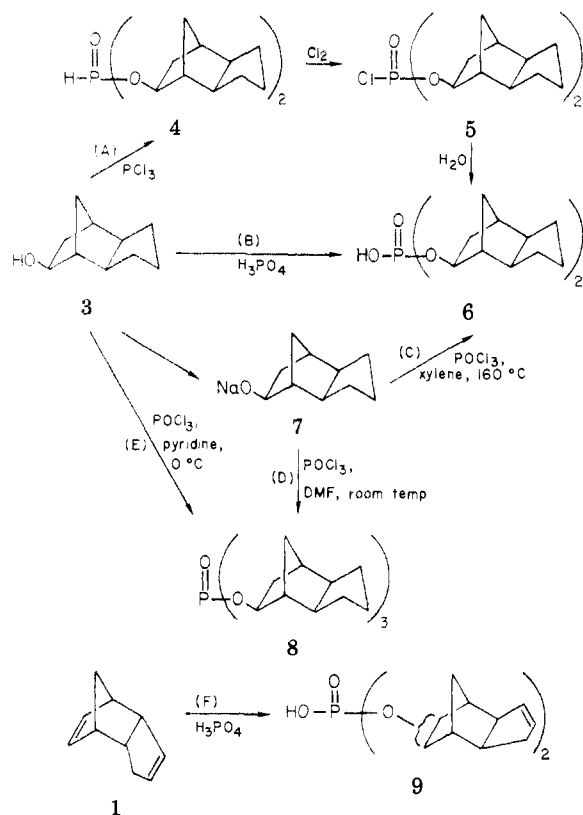 O
H-P
O
2
4
Cl2
O
Cl-P
O
2
5
(A)
PCl3
H2O
HO
3
(B)
H3PO4
O
HO-P
O
2
6
NaO
7
(C)
POCl3,
xylene, 160 °C
POCl3,
(E) pyridine,
0 °C
(D)
POCl3,
DMF, room temp
O
P
O
3
8
1
(F)
H3PO4
O
HO-P
O
2
9